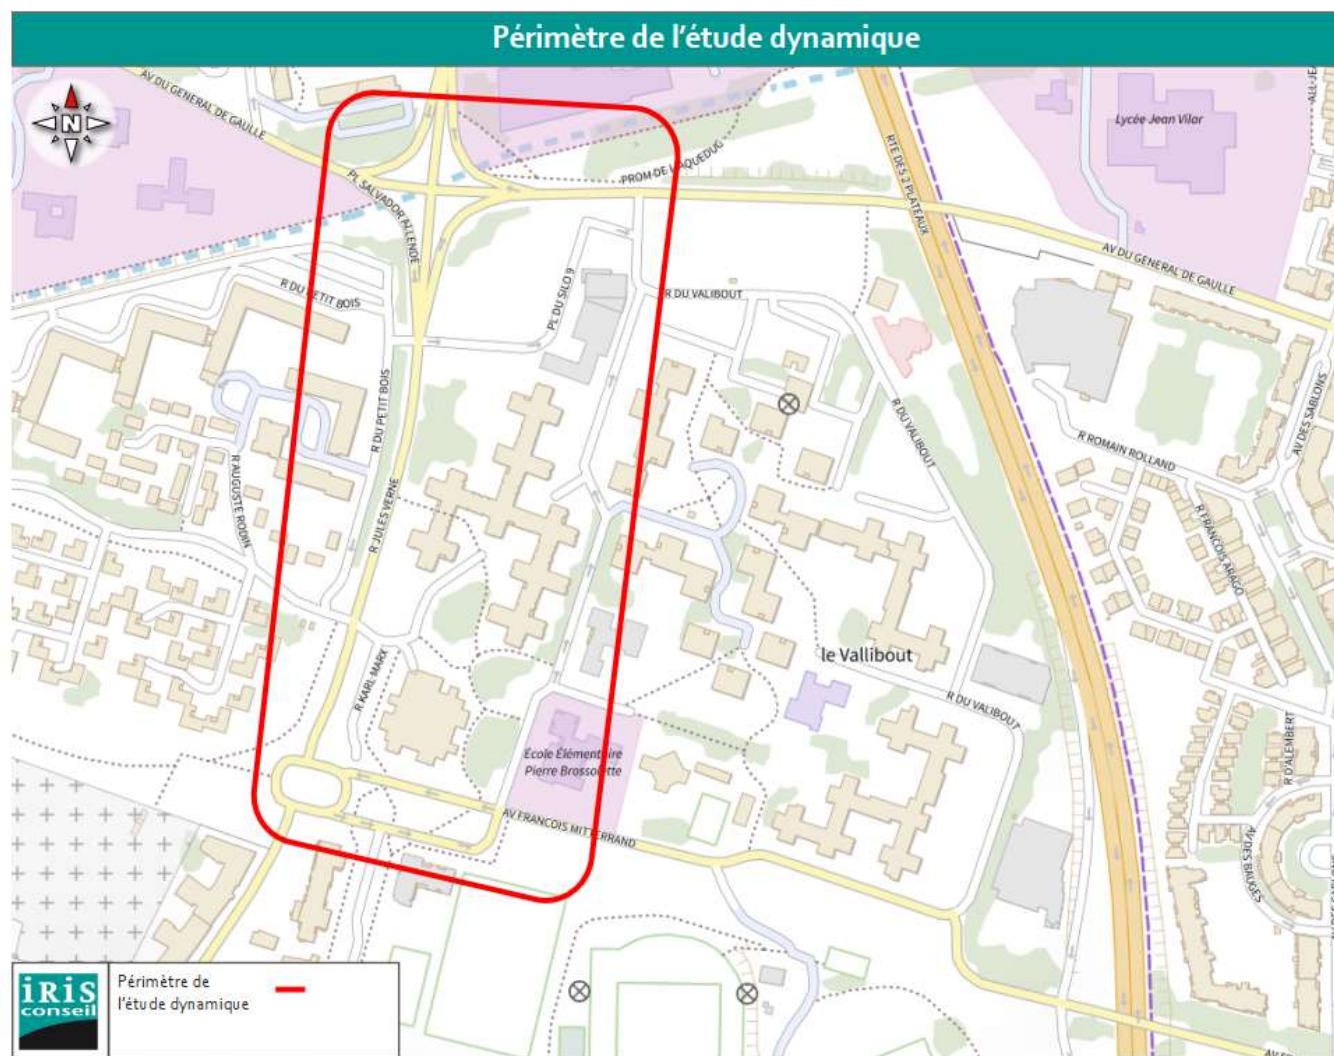 Périmètre de l'étude dynamique
AV DU GENERAL DE GAULLE
N
PL SALVADOR ALLENDE
PROM DE L'AQUEDUC
RTE DES 2 PLATEAUX
Lycée Jean Vilar
AV DU GENERAL DE GAULLE
R DU PETIT BOIS
PL DU SILO 9
R DU VALIBOUT
R DU PETIT BOIS
R DU VALIBOUT
AV DES SABLONS
R ROMAIN ROLLAND
R AUGUSTE RODIN
R JULES VERNE
R FRANCOIS ARAGO
le Vallibout
R KARL MARX
R DU VALIBOUT
R D'ALEMBERT
École Élémentaire
Pierre Brossolette
AV FRANCOIS MITTERRAND
AV DES BAUGES
iRis
conseil
Périmètre de
l'étude dynamique